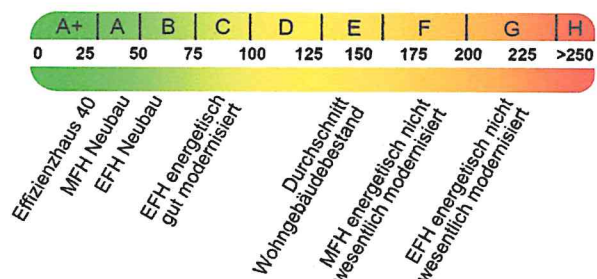 A+ A B C D E F G H
0 25 50 75 100 125 150 175 200 225 >250
Effizienzhaus 40
MFH Neubau
EFH Neubau
EFH energetisch
gut modernisiert
Durchschnitt
Wohngebäudebestand
MFH energetisch nicht
wesentlich modernisiert
EFH energetisch nicht
wesentlich modernisiert